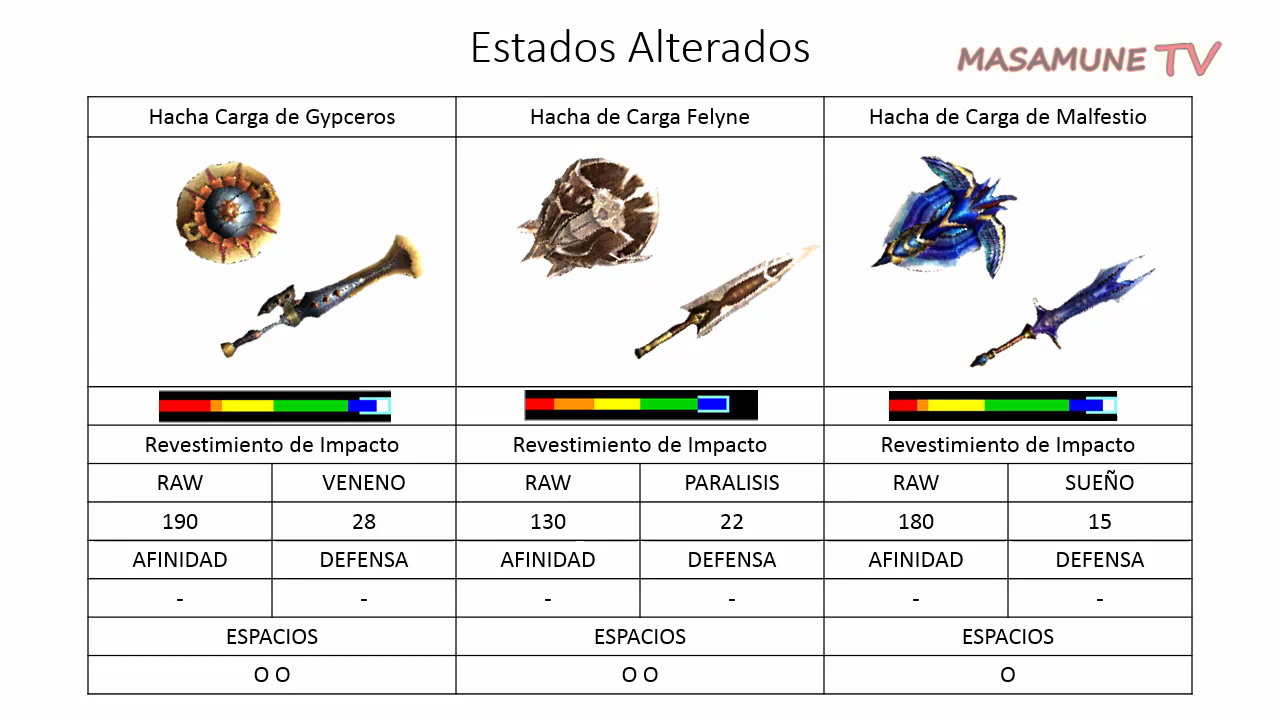 Estados Alterados
MASAMUNE TV
Hacha Carga de Gypceros
Hacha de Carga Felyne
Hacha de Carga de Malfestio
Revestimiento de Impacto
Revestimiento de Impacto
Revestimiento de Impacto
RAW VENENO RAW PARALISIS RAW SUEÑO
190 28 130 22 180 15
AFINIDAD DEFENSA AFINIDAD DEFENSA AFINIDAD DEFENSA
- - - - - -
ESPACIOS ESPACIOS ESPACIOS
O O O O O